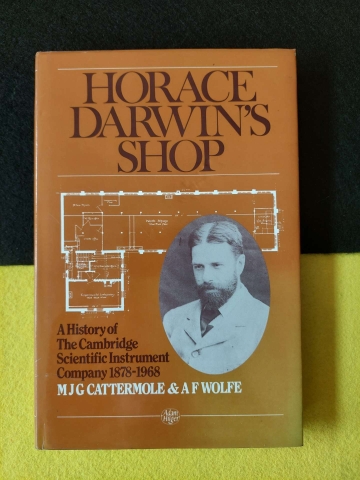 HORACE
DARWIN'S
SHOP
A History of
The Cambridge
Scientific Instrument
Company 1878-1968
M J G CATTERMOLE & A F WOLFE
Adam
Hilger